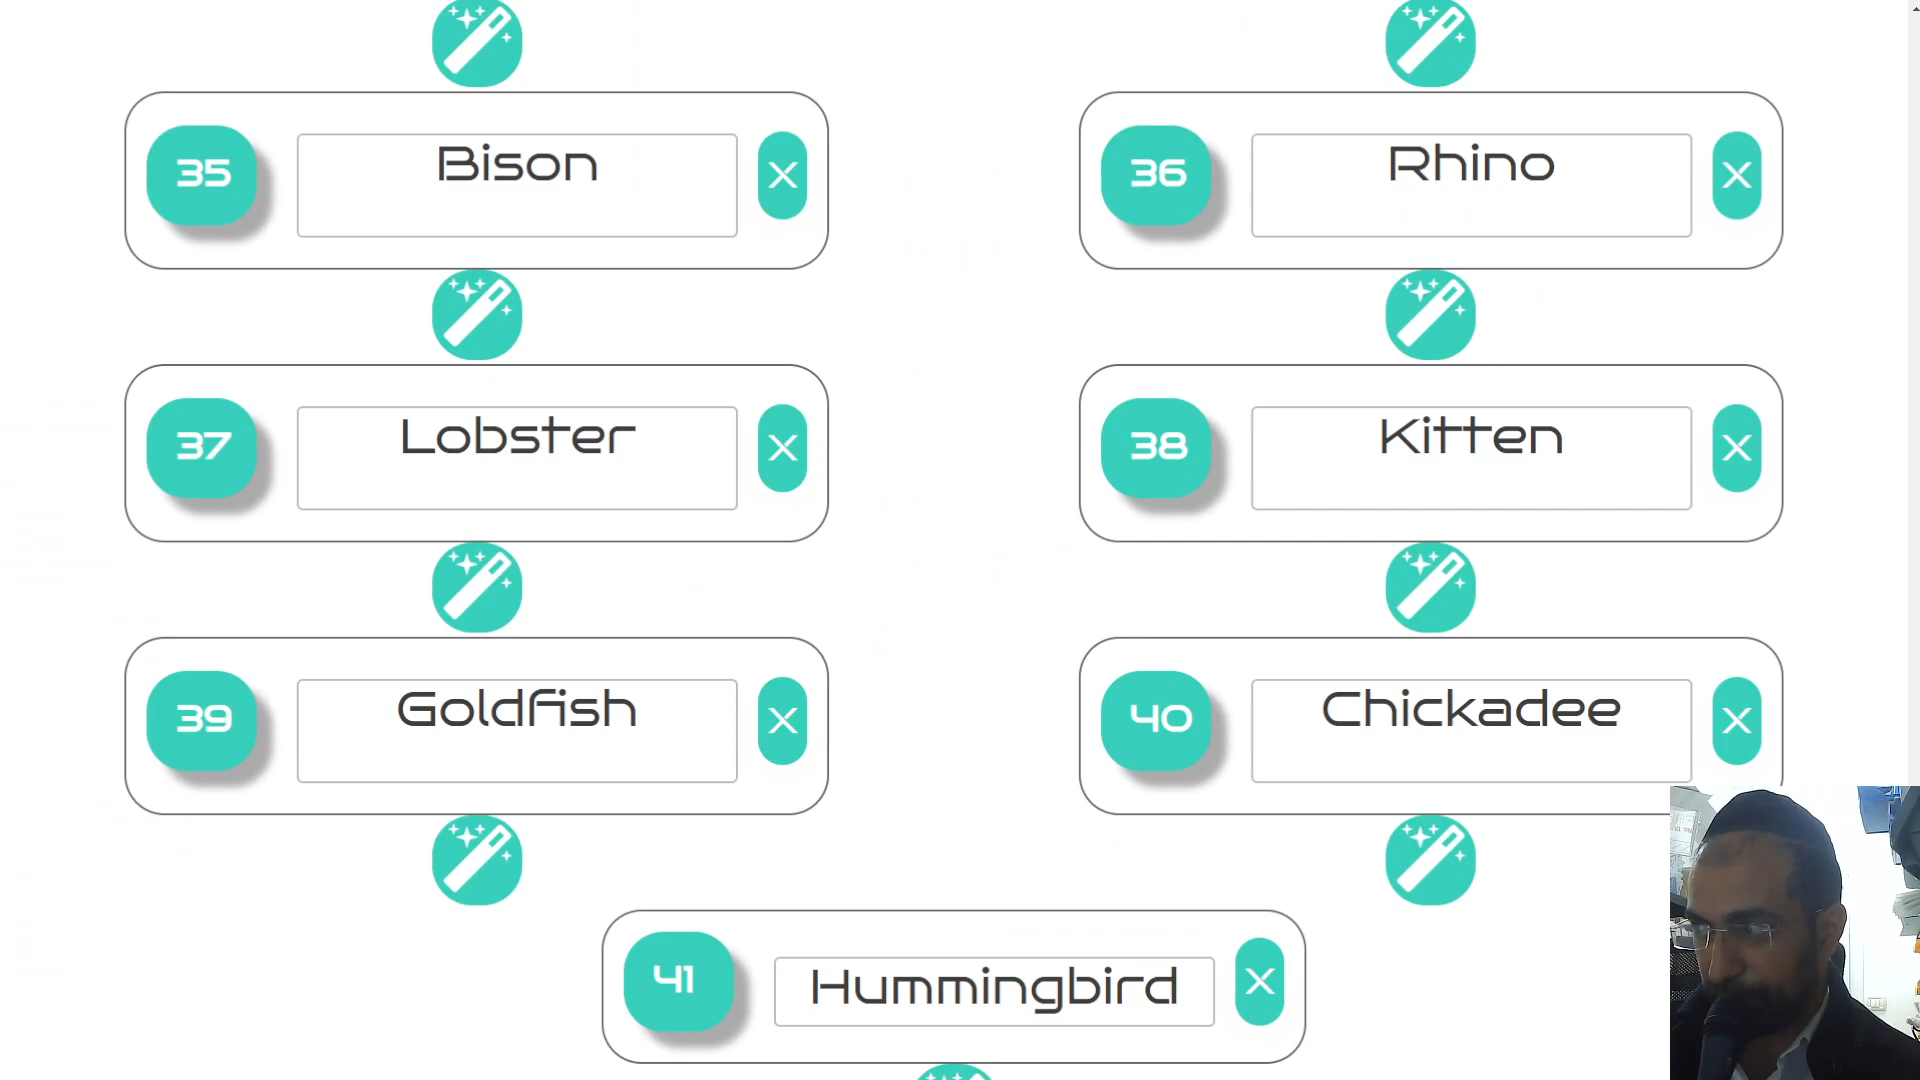 35 Bison X
36 Rhino X
37 Lobster X
38 Kitten X
39 Goldfish X
40 Chickadee X
41 Hummingbird X